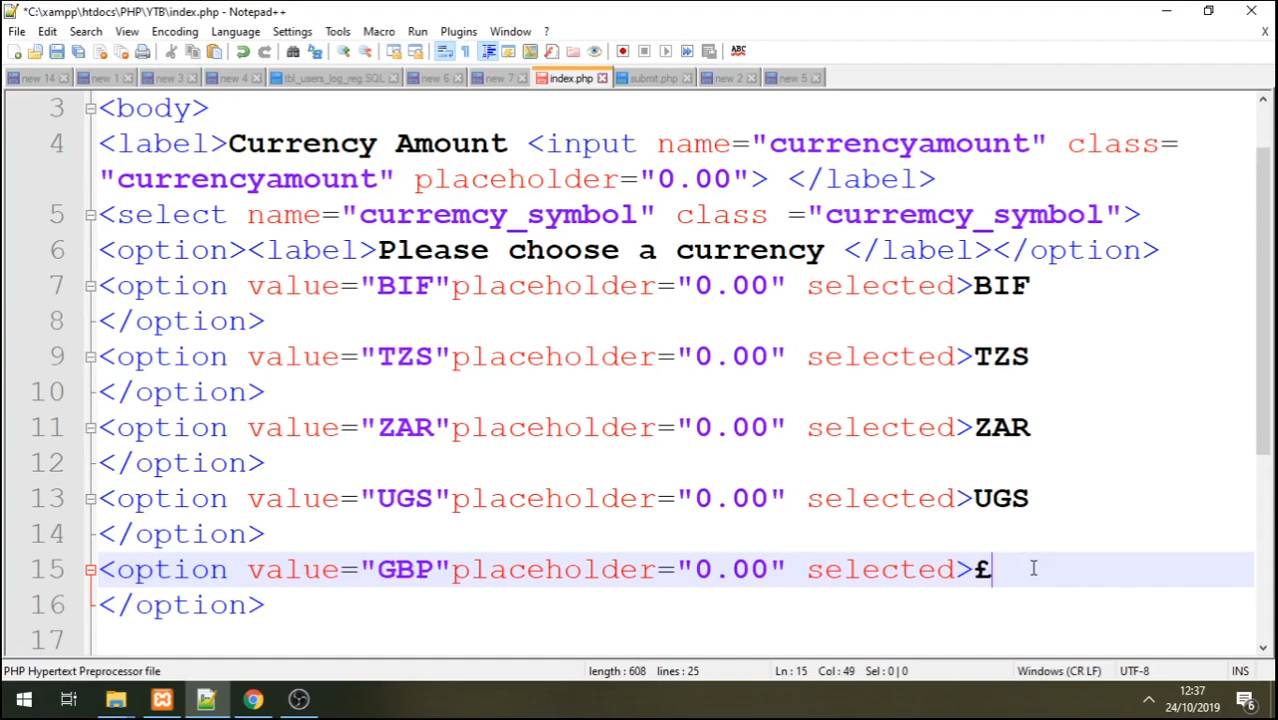 *C:\xampp\htdocs\PHP\YTB\index.php - Notepad++
File Edit Search View Encoding Language Settings Tools Macro Run Plugins Window ? X
new 14 new 1 new 3 new 4 tbl_users_log_reg.SQL new 6 new 7 index.php submit.php new 2 new 5
3 <body>
4 <label>Currency Amount <input name="currencyamount" class=
"currencyamount" placeholder="0.00"> </label>
5 <select name="curremcy_symbol" class ="curremcy_symbol">
6 <option><label>Please choose a currency </label></option>
7 <option value="BIF"placeholder="0.00" selected>BIF
8 </option>
9 <option value="TZS"placeholder="0.00" selected>TZS
10 </option>
11 <option value="ZAR"placeholder="0.00" selected>ZAR
12 </option>
13 <option value="UGS"placeholder="0.00" selected>UGS
14 </option>
15 <option value="GBP"placeholder="0.00" selected>£
16 </option>
17
PHP Hypertext Preprocessor file length : 608 lines : 25 Ln : 15 Col : 49 Sel : 0 | 0 Windows (CR LF) UTF-8 INS
12:37
24/10/2019
6